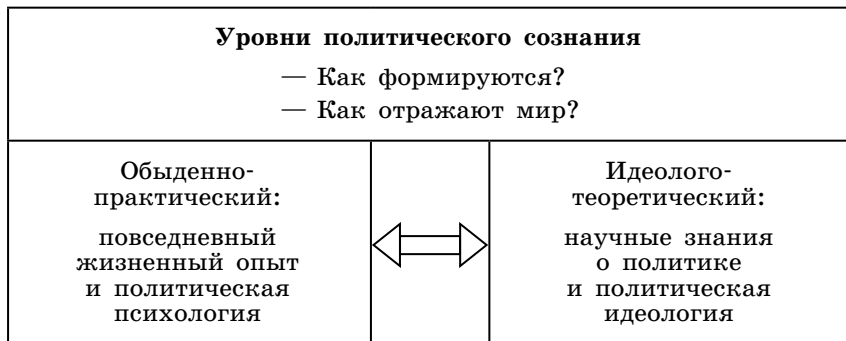 Уровни политического сознания
— Как формируются?
— Как отражают мир?
Обыденно-
практический:
повседневный
жизненный опыт
и политическая
психология
Идеолого-
теоретический:
научные знания
о политике
и политическая
идеология